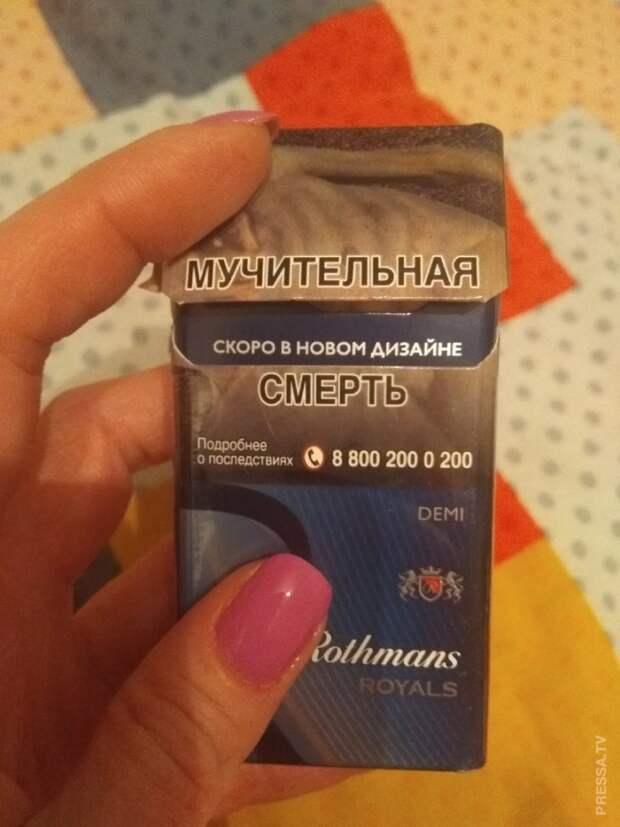 МУЧИТЕЛЬНАЯ
СКОРО В НОВОМ ДИЗАЙНЕ
СМЕРТЬ
Подробнее
о последствиях 8 800 200 0 200
DEMI
Rothmans
ROYALS
PRESSA.TV